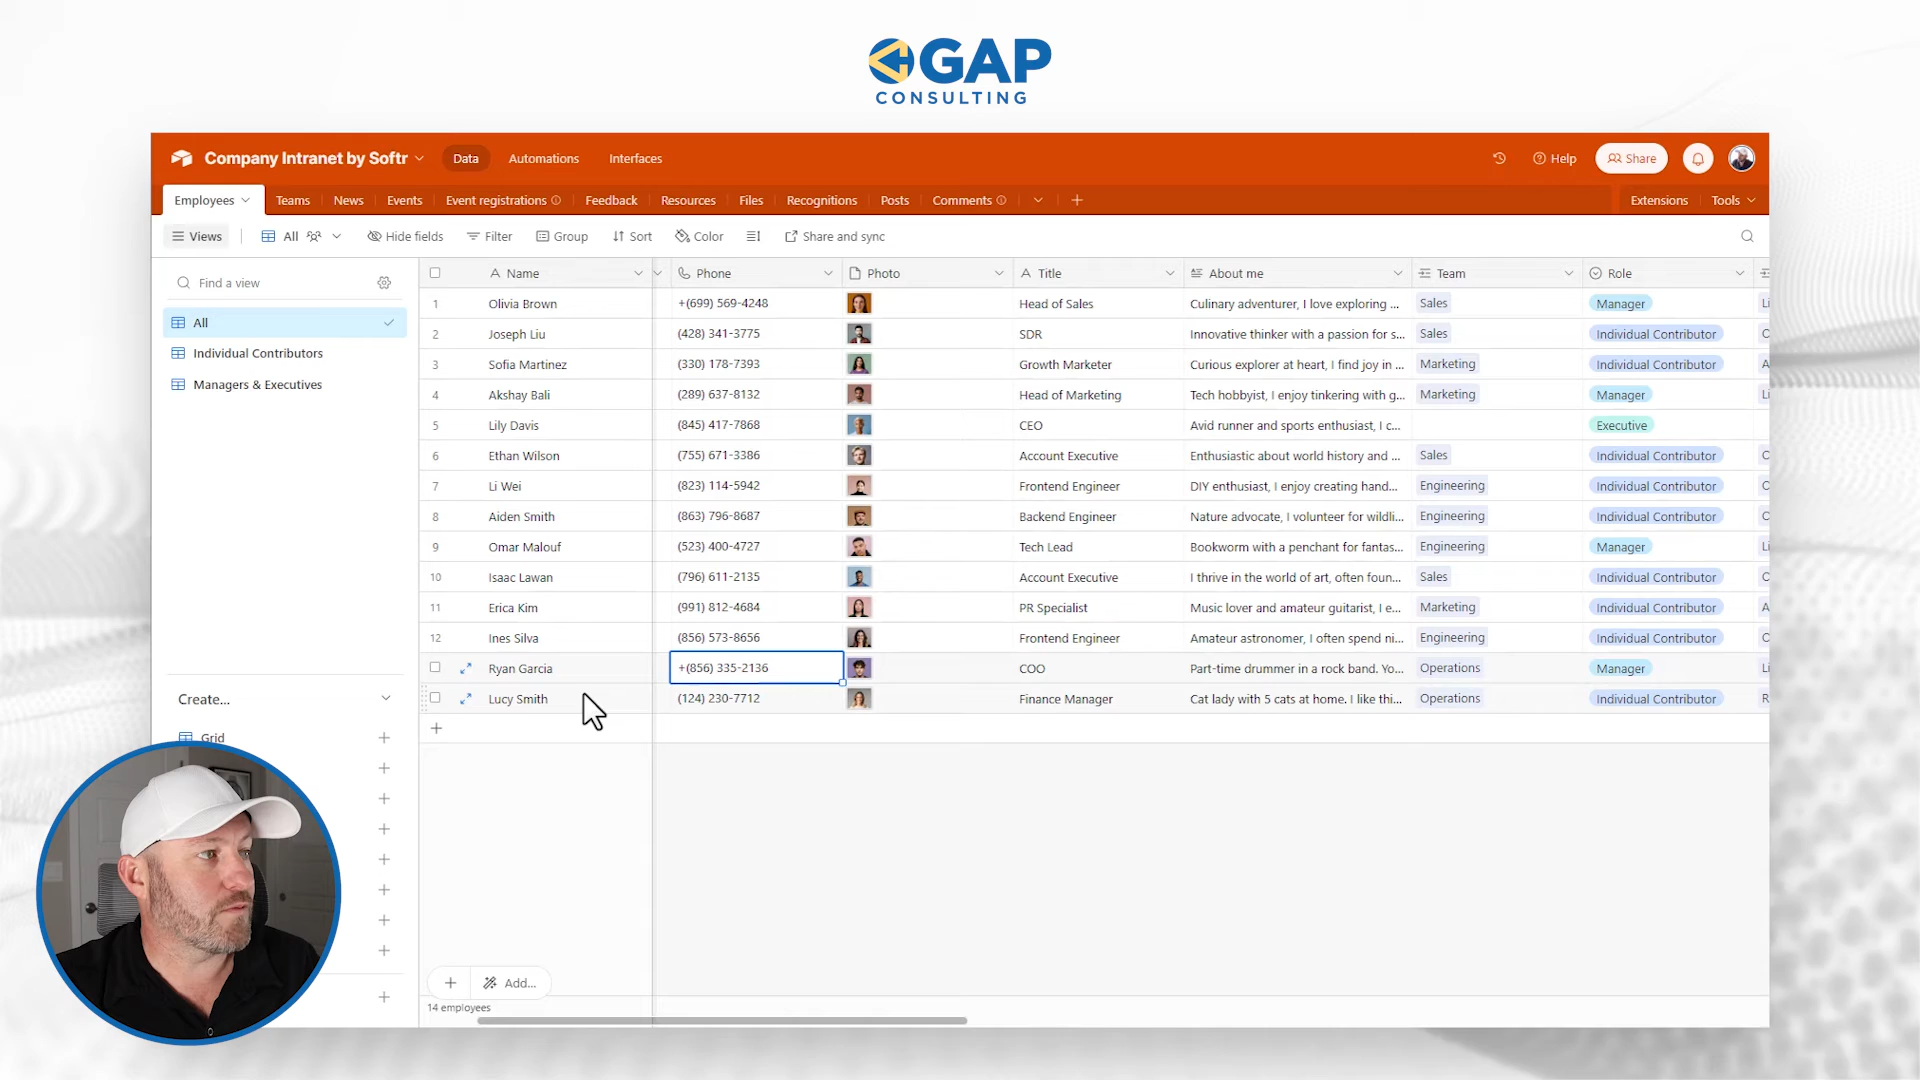 GAP
CONSULTING
Company Intranet by Softr
Data
Automations
Interfaces
Help
Share
Employees
Teams
News
Events
Event registrations
Feedback
Resources
Files
Recognitions
Posts
Comments
Extensions
Tools
Views
All
Hide fields
Filter
Group
Sort
Color
Share and sync
Find a view
All
Individual Contributors
Managers & Executives
Create...
Grid
Name Phone Photo Title About me Team Role
1 Olivia Brown +(699) 569-4248 Head of Sales Culinary adventurer, I love exploring ... Sales Manager Li
2 Joseph Liu (428) 341-3775 SDR Innovative thinker with a passion for s... Sales Individual Contributor O
3 Sofia Martinez (330) 178-7393 Growth Marketer Curious explorer at heart, I find joy in ... Marketing Individual Contributor A
4 Akshay Bali (289) 637-8132 Head of Marketing Tech hobbyist, I enjoy tinkering with g... Marketing Manager Li
5 Lily Davis (845) 417-7868 CEO Avid runner and sports enthusiast, I c... Executive
6 Ethan Wilson (755) 671-3386 Account Executive Enthusiastic about world history and ... Sales Individual Contributor O
7 Li Wei (823) 114-5942 Frontend Engineer DIY enthusiast, I enjoy creating hand... Engineering Individual Contributor O
8 Aiden Smith (863) 796-8687 Backend Engineer Nature advocate, I volunteer for wildli... Engineering Individual Contributor O
9 Omar Malouf (523) 400-4727 Tech Lead Bookworm with a penchant for fantas... Engineering Manager Li
10 Isaac Lawan (796) 611-2135 Account Executive I thrive in the world of art, often foun... Sales Individual Contributor O
11 Erica Kim (991) 812-4684 PR Specialist Music lover and amateur guitarist, I e... Marketing Individual Contributor A
12 Ines Silva (856) 573-8656 Frontend Engineer Amateur astronomer, I often spend ni... Engineering Individual Contributor O
Ryan Garcia +(856) 335-2136 COO Part-time drummer in a rock band. Yo... Operations Manager Li
Lucy Smith (124) 230-7712 Finance Manager Cat lady with 5 cats at home. I like thi... Operations Individual Contributor R
Add...
14 employees